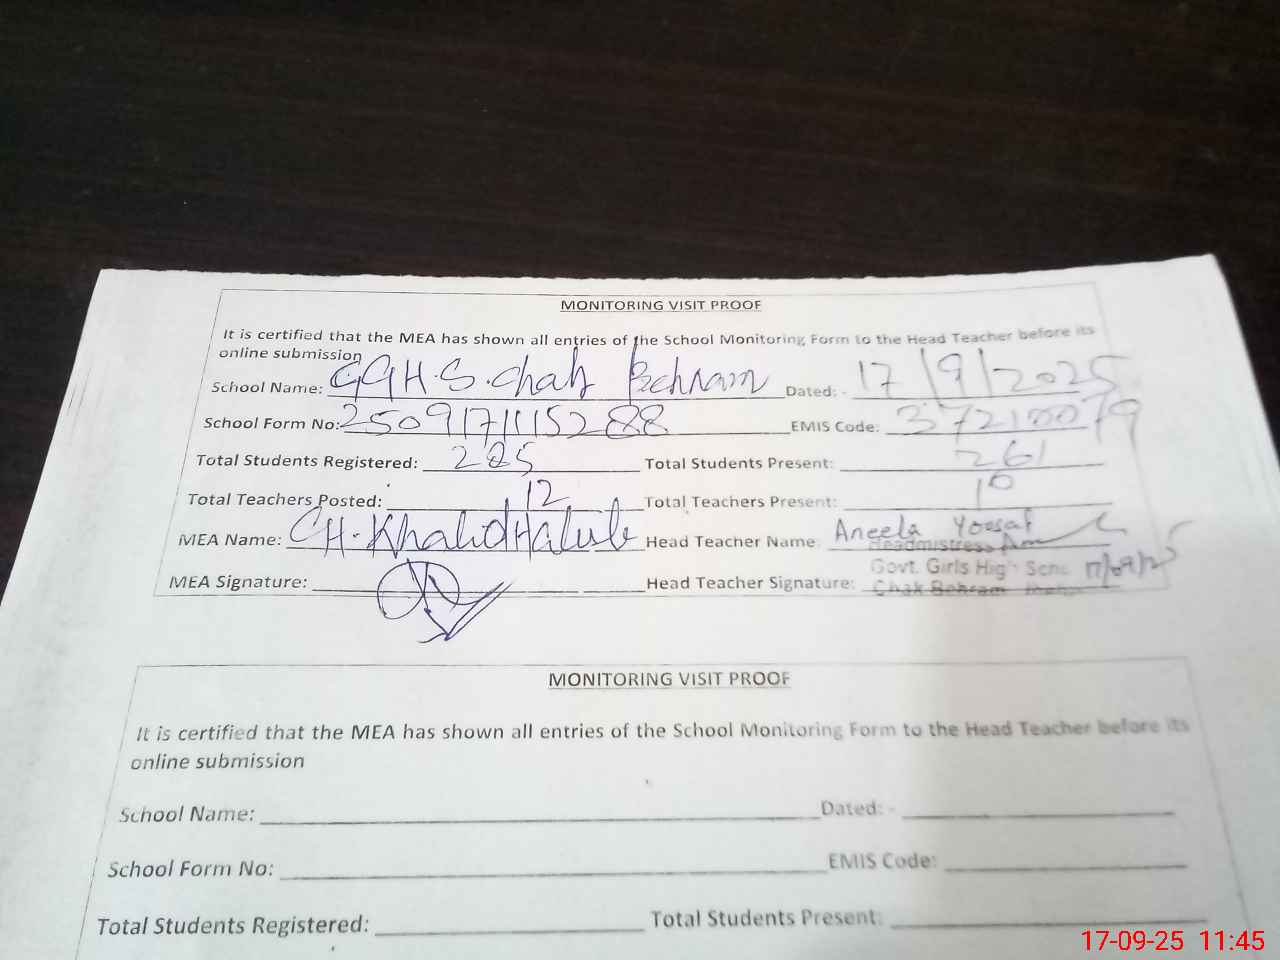 MONITORING VISIT PROOF
It is certified that the MEA has shown all entries of the School Monitoring Form to the Head Teacher before its
online submission
School Name: GGH.S. chak Behram Dated: - 17/9/2025
School Form No: 25091711115288 EMIS Code:
Total Students Registered: 285 Total Students Present: 261
Total Teachers Posted: 12 Total Teachers Present: 10
MEA Name: CH. Khalid Head Teacher Name: Aneela Yousaf
Headmistress
MEA Signature: Head Teacher Signature: Govt. Girls High 17/09/25
Chak Behram
MONITORING VISIT PROOF
It is certified that the MEA has shown all entries of the School Monitoring Form to the Head Teacher before its
online submission
School Name: Dated: -
School Form No: EMIS Code:
Total Students Registered: Total Students Present:
17-09-25 11:45